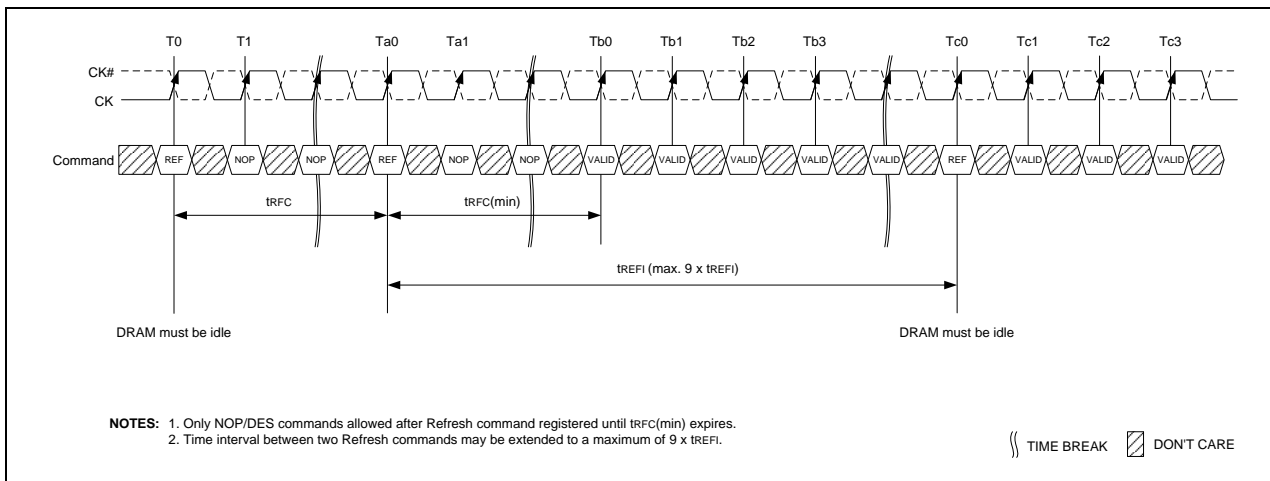 T0 T1 Ta0 Ta1 Tb0 Tb1 Tb2 Tb3 Tc0 Tc1 Tc2 Tc3
CK#
CK
Command REF NOP NOP REF NOP NOP VALID VALID VALID VALID VALID REF VALID VALID VALID
tRFC tRFC(min)
tREFI (max. 9 x tREFI)
DRAM must be idle DRAM must be idle
NOTES: 1. Only NOP/DES commands allowed after Refresh command registered until tRFC(min) expires.
2. Time interval between two Refresh commands may be extended to a maximum of 9 x tREFI.
TIME BREAK DON'T CARE